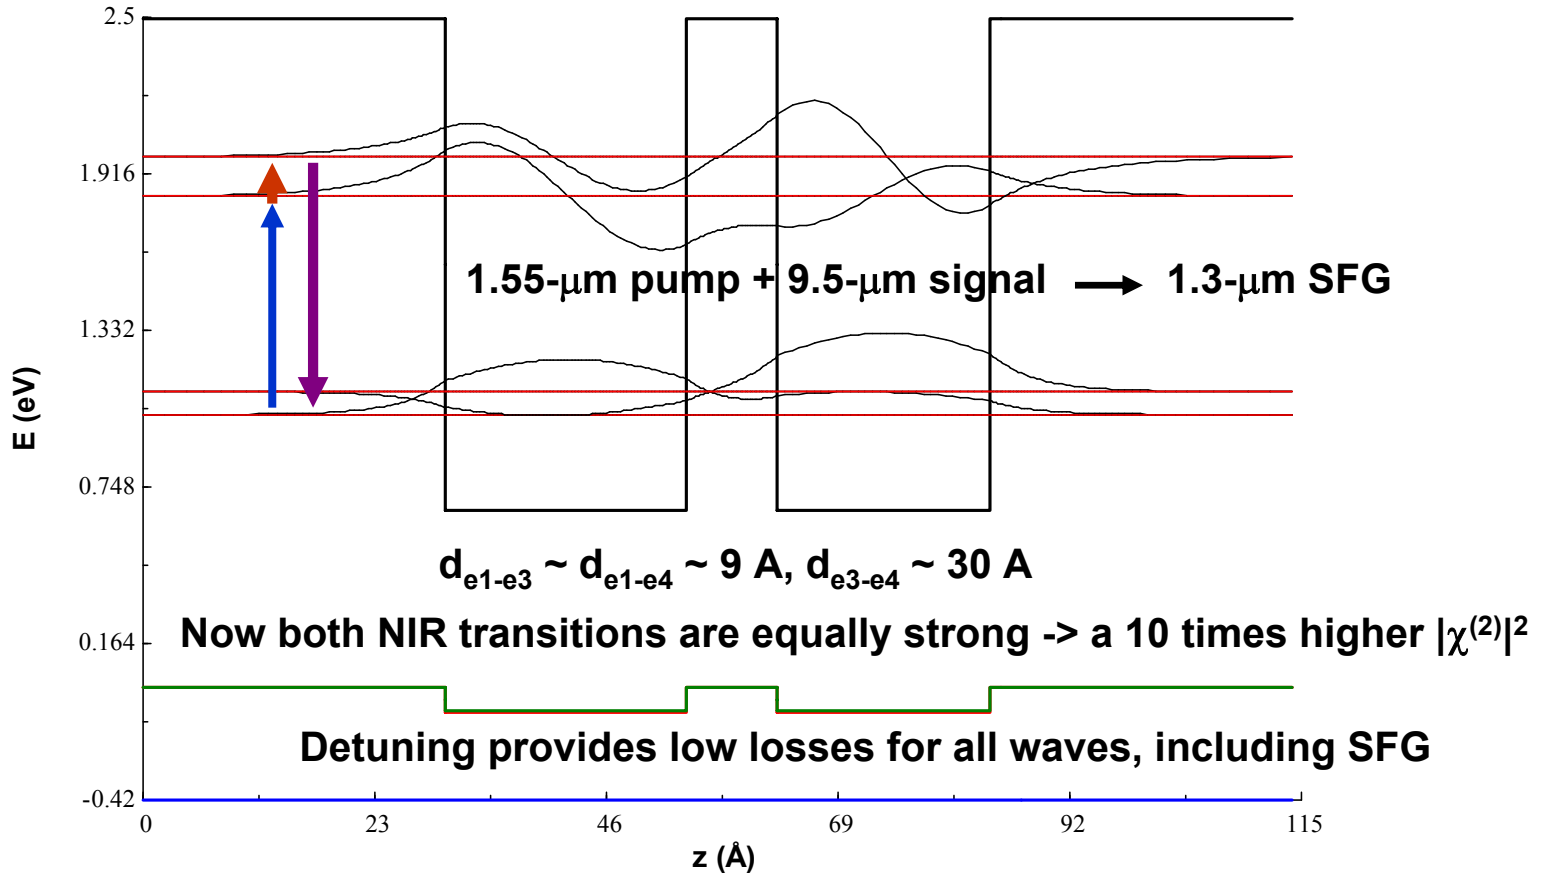 2.5
1.916
1.332
0.748
0.164
-0.42
E (eV)
1.55-μm pump + 9.5-μm signal → 1.3-μm SFG
d_e1-e3 ~ d_e1-e4 ~ 9 A, d_e3-e4 ~ 30 A
Now both NIR transitions are equally strong -> a 10 times higher |χ^(2)|^2
Detuning provides low losses for all waves, including SFG
0 23 46 69 92 115
z (Å)